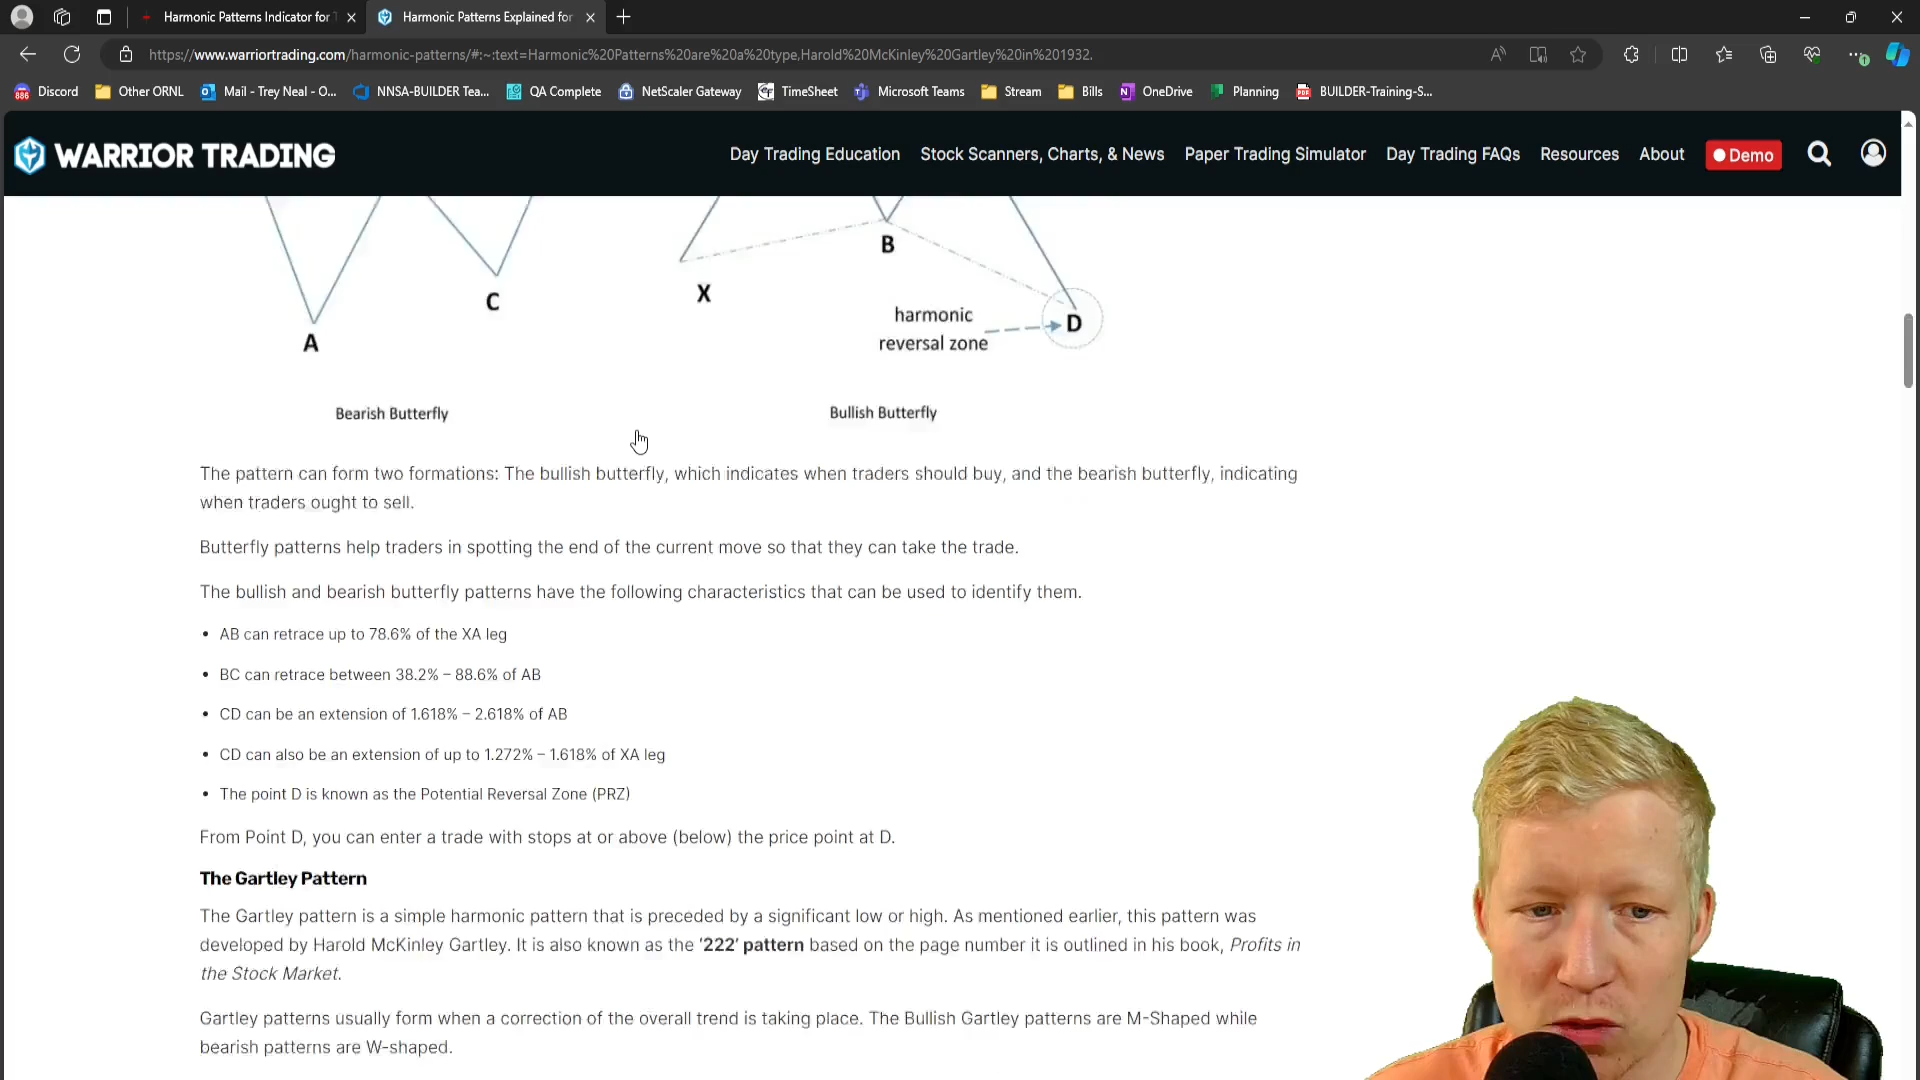 Harmonic Patterns Indicator for
Harmonic Patterns Explained for
https://www.warriortrading.com/harmonic-patterns/#:~:text=Harmonic%20Patterns%20are%20a%20type,Harold%20McKinley%20Gartley%20in%201932.
Discord Other ORNL Mail - Trey Neal - O... NNSA-BUILDER Tea... QA Complete NetScaler Gateway TimeSheet Microsoft Teams Stream Bills OneDrive Planning BUILDER-Training-S...
WARRIOR TRADING Day Trading Education Stock Scanners, Charts, & News Paper Trading Simulator Day Trading FAQs Resources About Demo
B
X
C
A
harmonic
reversal zone
D
Bearish Butterfly Bullish Butterfly
The pattern can form two formations: The bullish butterfly, which indicates when traders should buy, and the bearish butterfly, indicating
when traders ought to sell.
Butterfly patterns help traders in spotting the end of the current move so that they can take the trade.
The bullish and bearish butterfly patterns have the following characteristics that can be used to identify them.
• AB can retrace up to 78.6% of the XA leg
• BC can retrace between 38.2% – 88.6% of AB
• CD can be an extension of 1.618% – 2.618% of AB
• CD can also be an extension of up to 1.272% – 1.618% of XA leg
• The point D is known as the Potential Reversal Zone (PRZ)
From Point D, you can enter a trade with stops at or above (below) the price point at D.
The Gartley Pattern
The Gartley pattern is a simple harmonic pattern that is preceded by a significant low or high. As mentioned earlier, this pattern was
developed by Harold McKinley Gartley. It is also known as the ‘222’ pattern based on the page number it is outlined in his book, Profits in
the Stock Market.
Gartley patterns usually form when a correction of the overall trend is taking place. The Bullish Gartley patterns are M-Shaped while
bearish patterns are W-shaped.